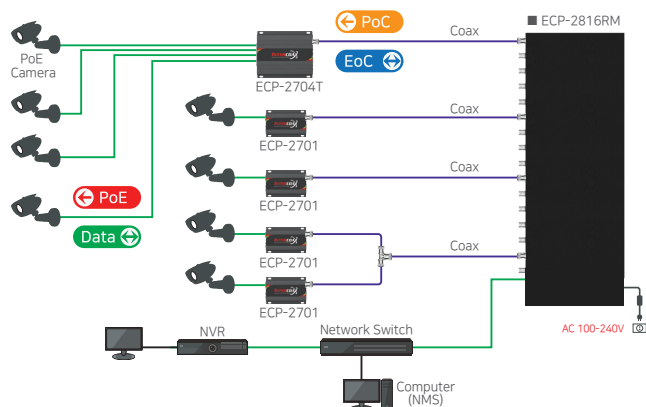 PoC
Coax
■ ECP-2816RM
PoE
Camera
EoC
ECP-2704T
Coax
ECP-2701
Coax
ECP-2701
PoE
Data
Coax
ECP-2701
ECP-2701
AC 100-240V
NVR
Network Switch
Computer
(NMS)